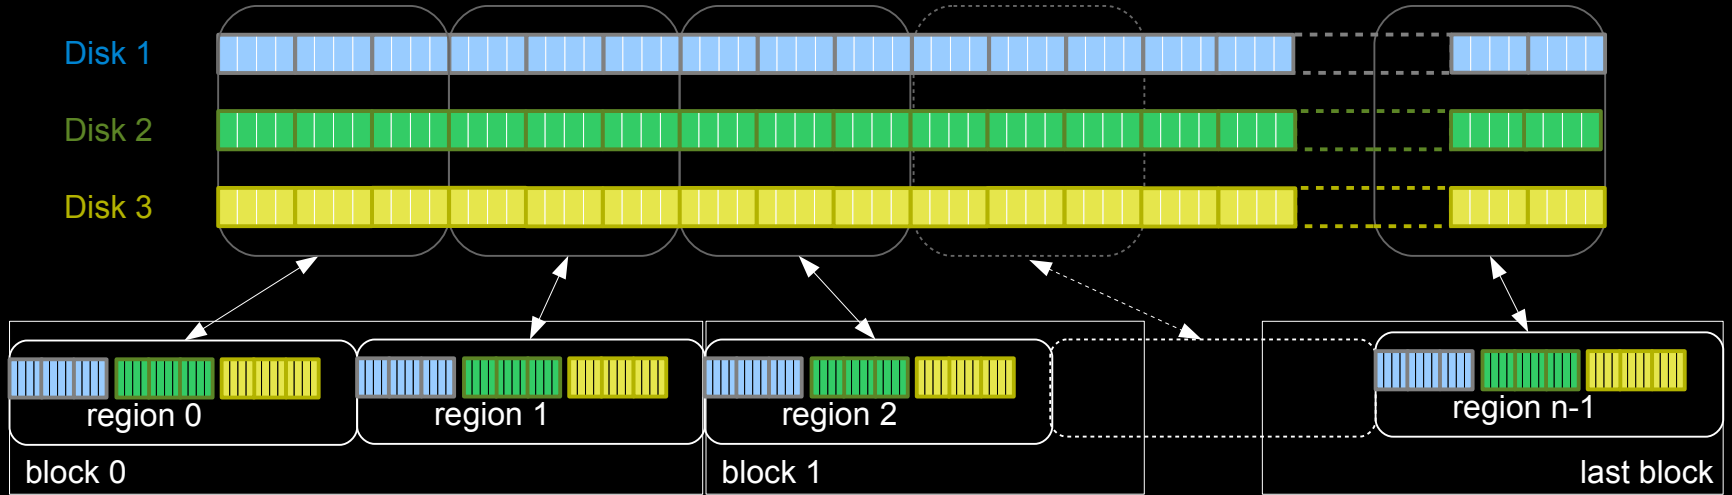 Disk 1
Disk 2
Disk 3
region 0
region 1
region 2
region n-1
block 0
block 1
last block